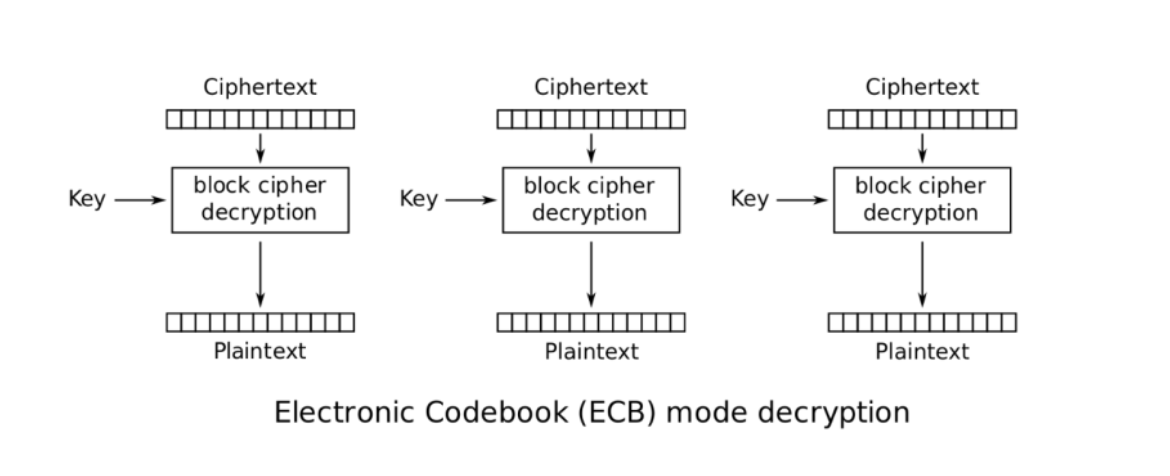 Ciphertext Ciphertext Ciphertext
Key block cipher decryption Key block cipher decryption Key block cipher decryption
Plaintext Plaintext Plaintext
Electronic Codebook (ECB) mode decryption